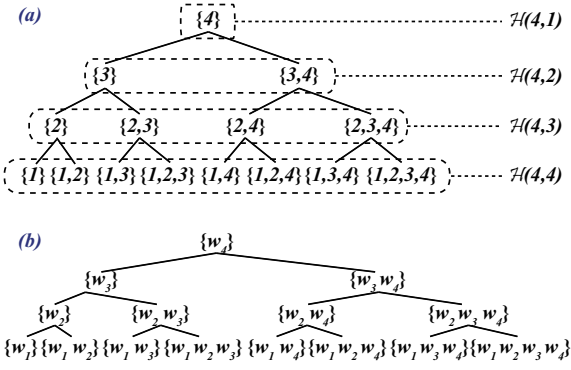 (a) {4} ℋ(4,1)
{3} {3,4} ℋ(4,2)
{2} {2,3} {2,4} {2,3,4} ℋ(4,3)
{1} {1,2} {1,3} {1,2,3} {1,4} {1,2,4} {1,3,4} {1,2,3,4} ℋ(4,4)
(b) {w₄}
{w₃} {w₃ w₄}
{w₂} {w₂ w₃} {w₂ w₄} {w₂ w₃ w₄}
{w₁} {w₁ w₂} {w₁ w₃} {w₁ w₂ w₃} {w₁ w₄} {w₁ w₂ w₄} {w₁ w₃ w₄} {w₁ w₂ w₃ w₄}